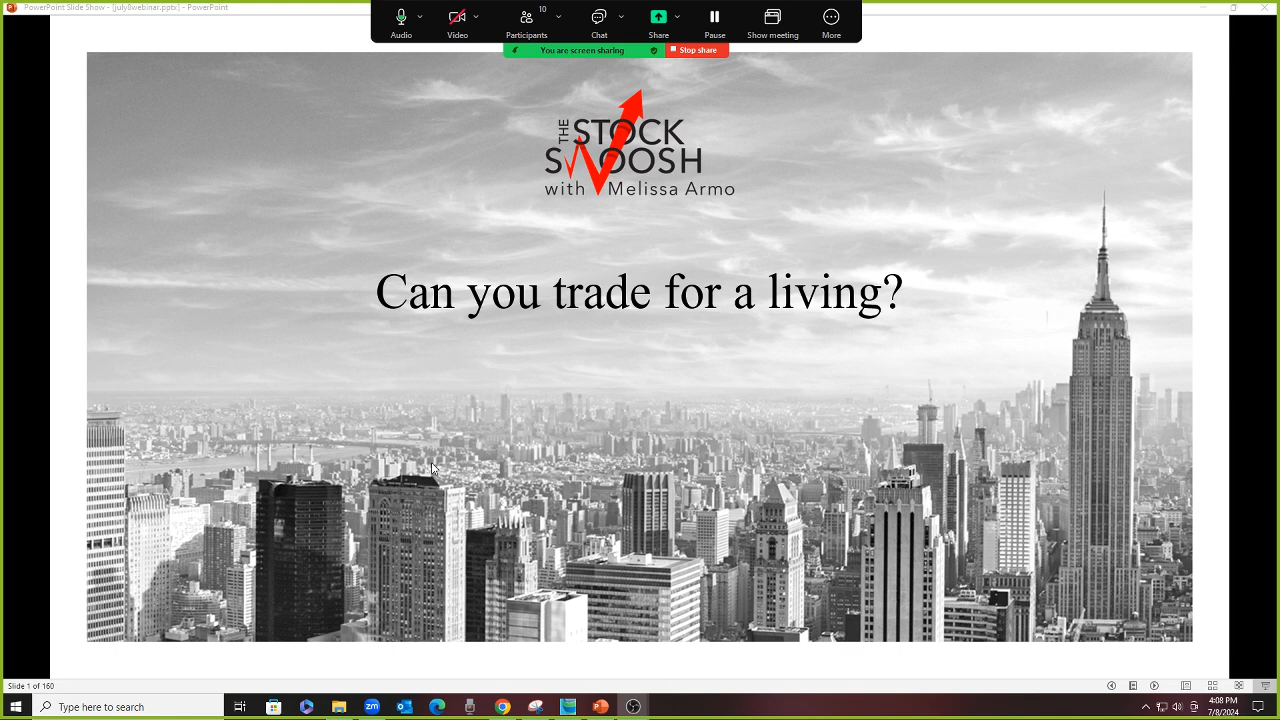 PowerPoint Slide Show - [july8webinar.pptx] - PowerPoint
10
Audio Video Participants Chat Share Pause Show meeting More
You are screen sharing Stop share
THE STOCK
SWOOSH
with Melissa Armo
Can you trade for a living?
Slide 1 of 160
Type here to search
zm
4:08 PM
7/8/2024